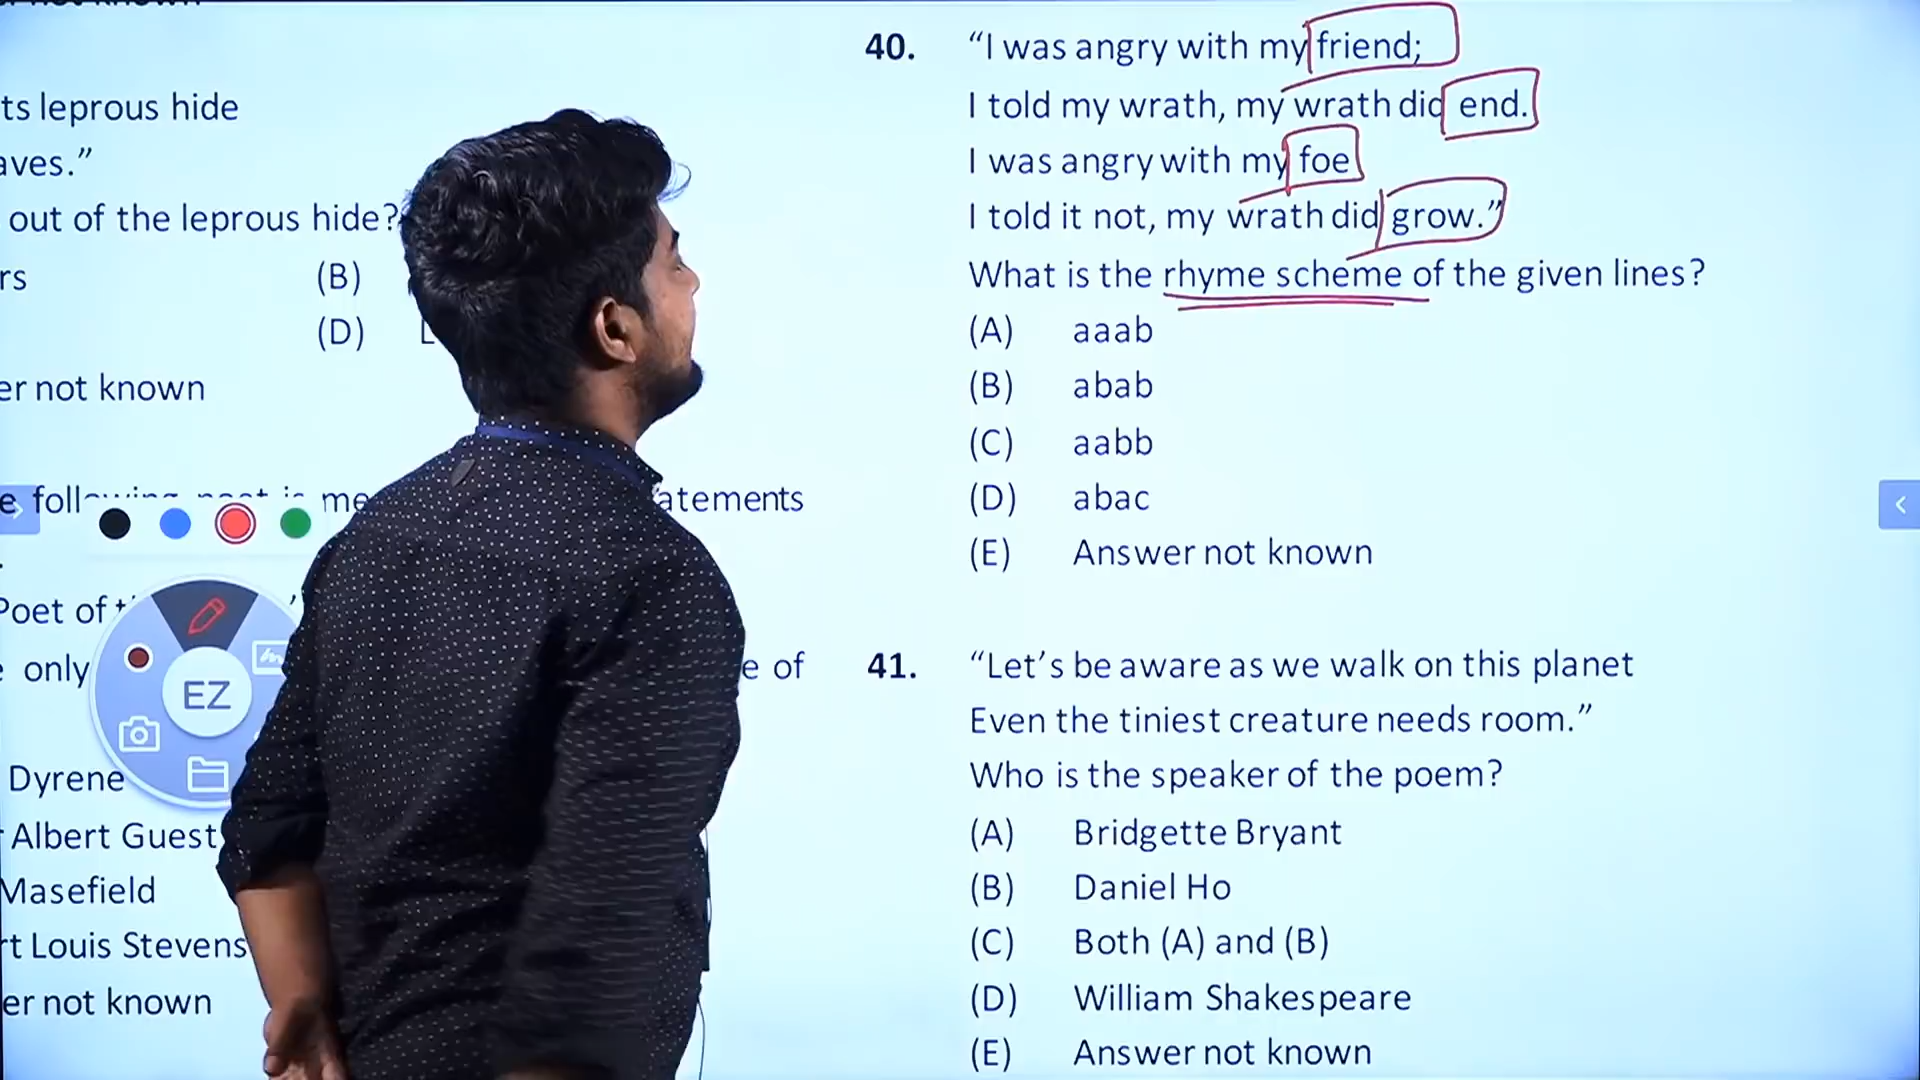 ts leprous hide
aves.”
out of the leprous hide?
rs (B)
(D)
er not known
e me atements
Poet of
only e of
Dyrene
Albert Guest
Masefield
rt Louis Stevens
er not known
EZ
40. “I was angry with my friend;
I told my wrath, my wrath did end.
I was angry with my foe
I told it not, my wrath did grow.”
What is the rhyme scheme of the given lines?
(A) aaab
(B) abab
(C) aabb
(D) abac
(E) Answer not known
41. “Let’s be aware as we walk on this planet
Even the tiniest creature needs room.”
Who is the speaker of the poem?
(A) Bridgette Bryant
(B) Daniel Ho
(C) Both (A) and (B)
(D) William Shakespeare
(E) Answer not known